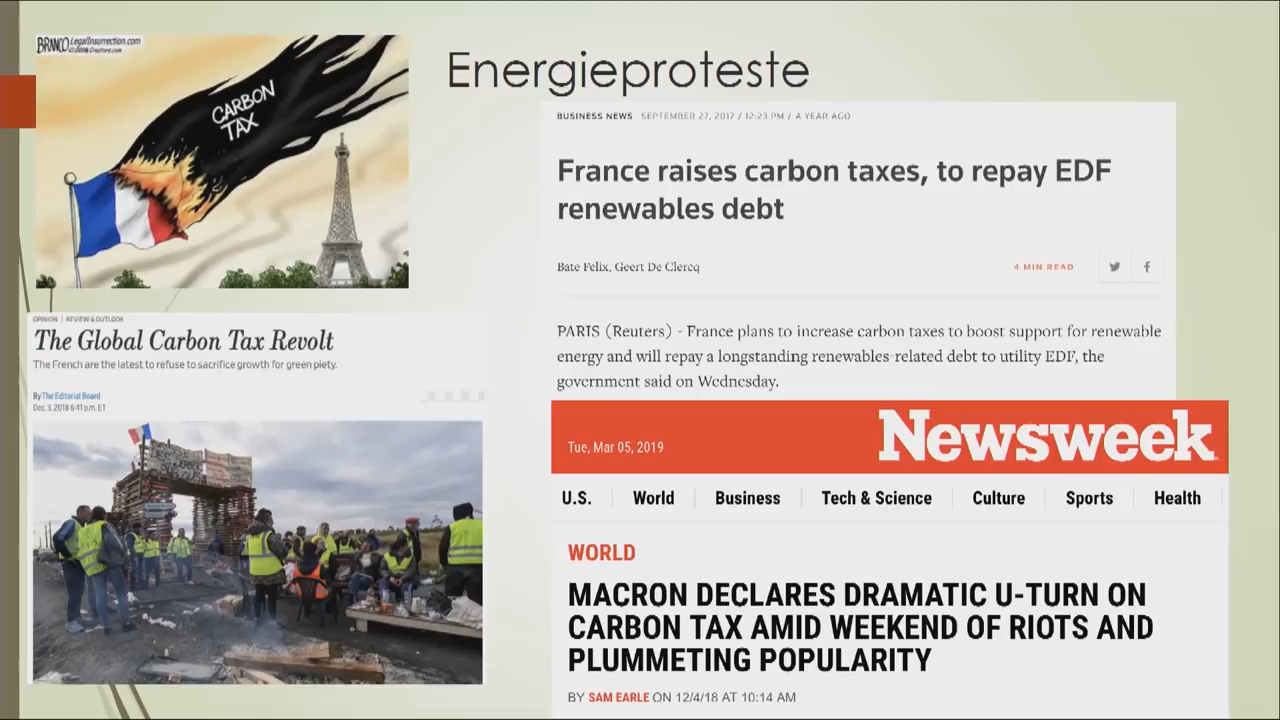 Energieproteste
BRANCO LegalInsurrection.com
©2018 Creators.com
CARBON
TAX
BUSINESS NEWS SEPTEMBER 27, 2017 / 12:23 PM / A YEAR AGO
France raises carbon taxes, to repay EDF
renewables debt
Bate Felix, Geert De Clercq
4 MIN READ
PARIS (Reuters) - France plans to increase carbon taxes to boost support for renewable
energy and will repay a longstanding renewables-related debt to utility EDF, the
government said on Wednesday.
OPINION | REVIEW & OUTLOOK
The Global Carbon Tax Revolt
The French are the latest to refuse to sacrifice growth for green piety.
By The Editorial Board
Dec. 3, 2018 6:41 p.m. ET
Tue, Mar 05, 2019
Newsweek
U.S. World Business Tech & Science Culture Sports Health
WORLD
MACRON DECLARES DRAMATIC U-TURN ON
CARBON TAX AMID WEEKEND OF RIOTS AND
PLUMMETING POPULARITY
BY SAM EARLE ON 12/4/18 AT 10:14 AM